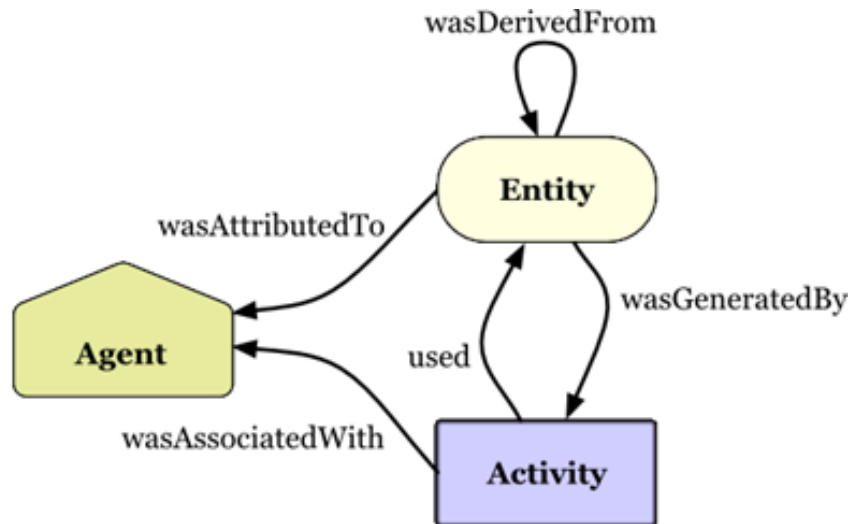 wasDerivedFrom
Entity
wasAttributedTo
wasGeneratedBy
Agent
used
wasAssociatedWith
Activity